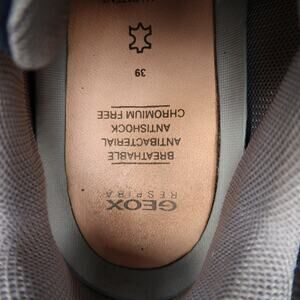 GEOX
RESPIRA
BREATHABLE
ANTIBACTERIAL
ANTISHOCK
CHROMIUM FREE
39